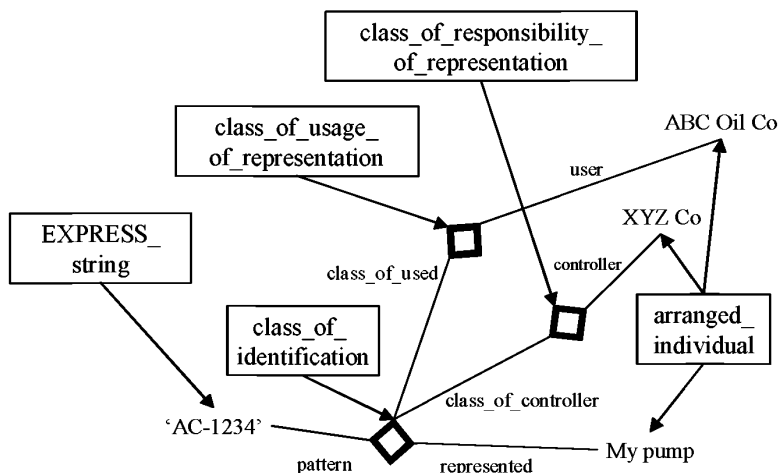 class_of_responsibility_
of_representation
class_of_usage_
of_representation
ABC Oil Co
user
XYZ Co
EXPRESS_
string
class_of_used
controller
class_of_
identification
arranged_
individual
class_of_controller
‘AC-1234’
My pump
pattern
represented